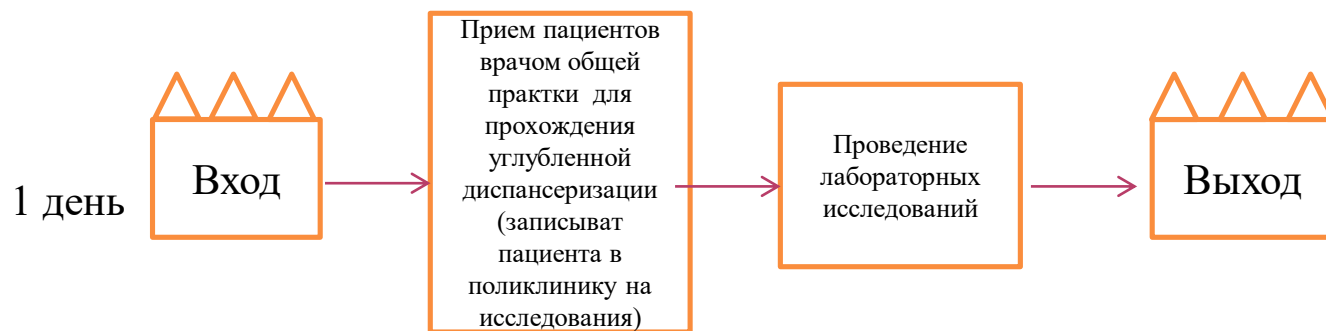 1 день
Вход
Прием пациентов
врачом общей
практки для
прохождения
углубленной
диспансеризации
(записыват
пациента в
поликлинику на
исследования)
Проведение
лабораторных
исследований
Выход